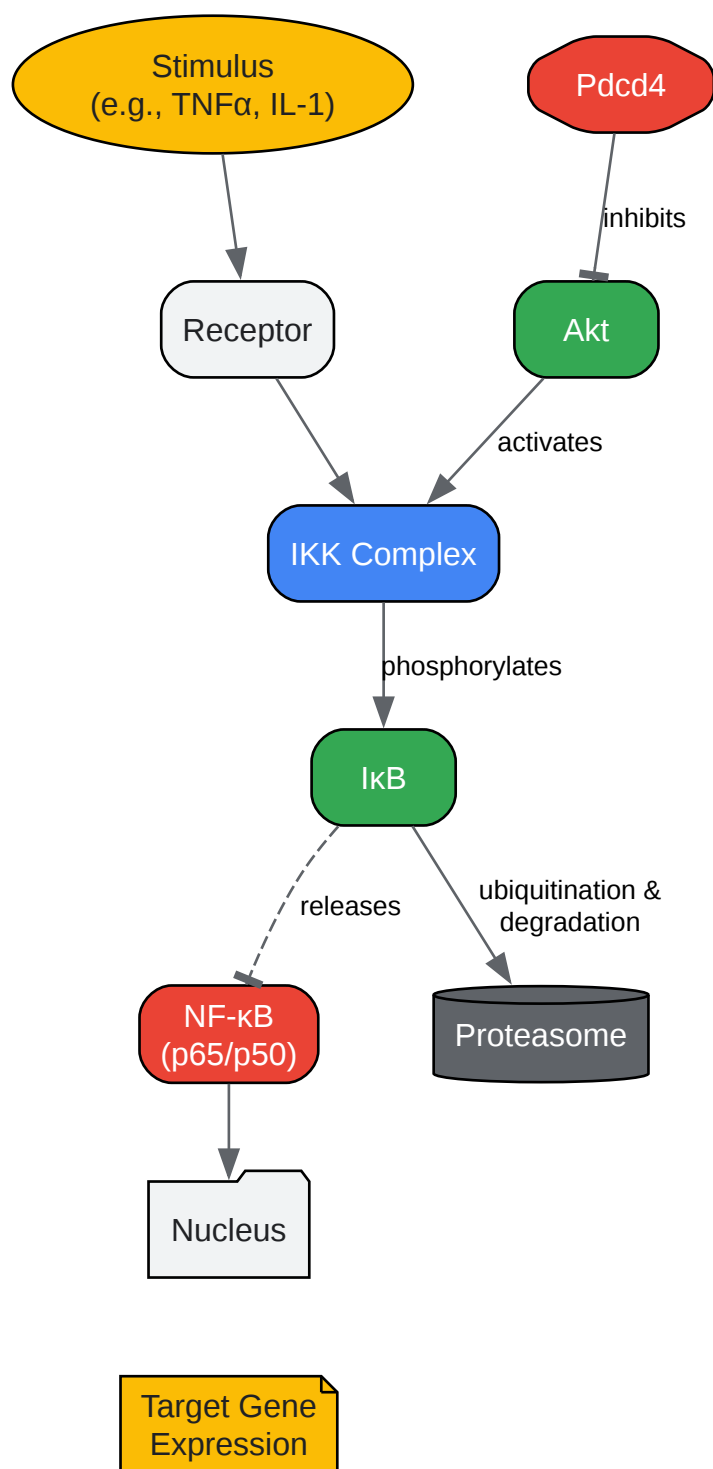 Stimulus
(e.g., TNFα, IL-1)
Pdcd4
inhibits
Receptor
Akt
activates
IKK Complex
phosphorylates
IκB
releases
ubiquitination &
degradation
NF-κB
(p65/p50)
Proteasome
Nucleus
Target Gene
Expression